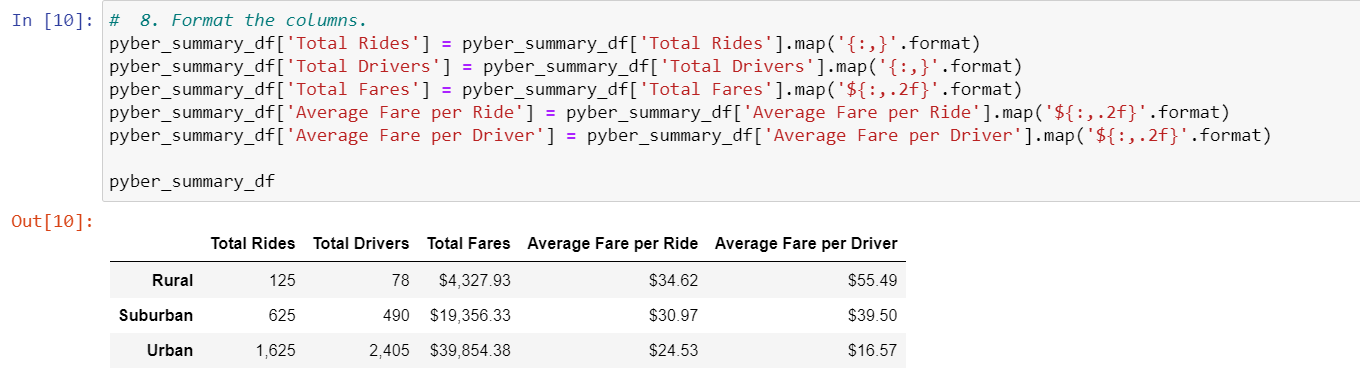 In [10]: #  8. Format the columns.
pyber_summary_df['Total Rides'] = pyber_summary_df['Total Rides'].map('{:,}'.format)
pyber_summary_df['Total Drivers'] = pyber_summary_df['Total Drivers'].map('{:,}'.format)
pyber_summary_df['Total Fares'] = pyber_summary_df['Total Fares'].map('${:,.2f}'.format)
pyber_summary_df['Average Fare per Ride'] = pyber_summary_df['Average Fare per Ride'].map('${:,.2f}'.format)
pyber_summary_df['Average Fare per Driver'] = pyber_summary_df['Average Fare per Driver'].map('${:,.2f}'.format)
pyber_summary_df
Out[10]:
Total Rides Total Drivers Total Fares Average Fare per Ride Average Fare per Driver
Rural 125 78 $4,327.93 $34.62 $55.49
Suburban 625 490 $19,356.33 $30.97 $39.50
Urban 1,625 2,405 $39,854.38 $24.53 $16.57